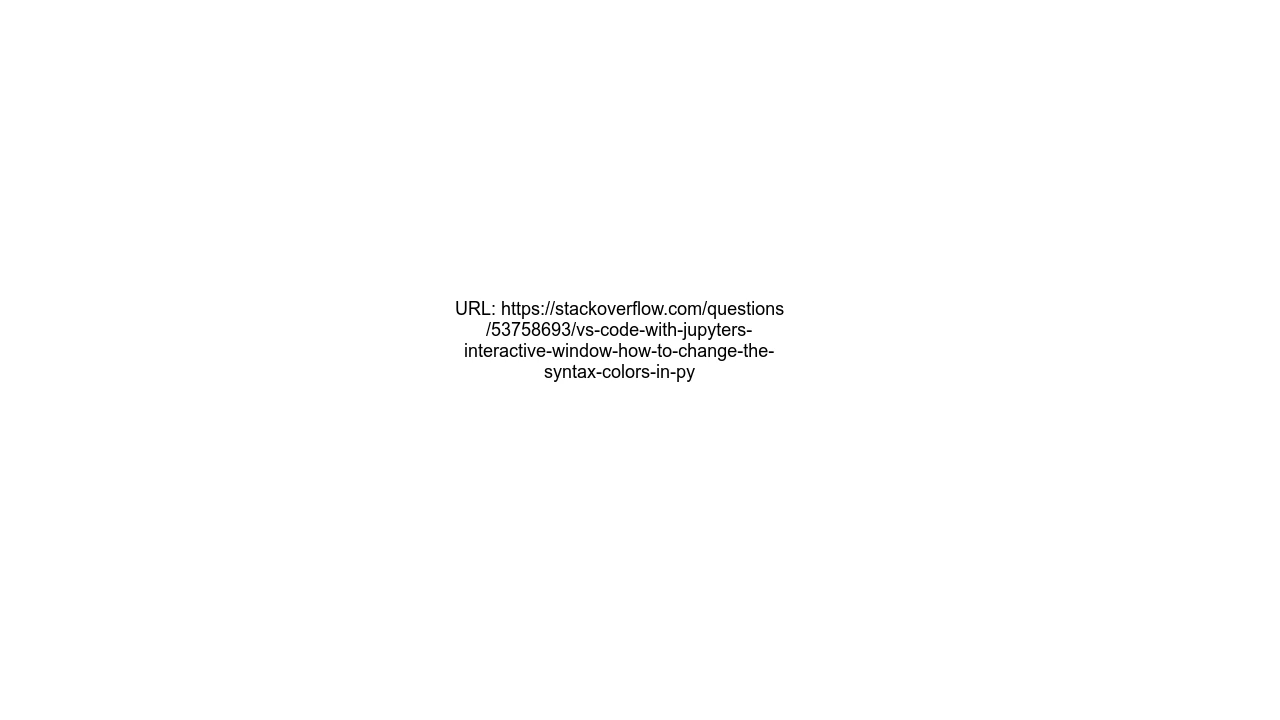 URL: https://stackoverflow.com/questions
/53758693/vs-code-with-jupyters-
interactive-window-how-to-change-the-
syntax-colors-in-py